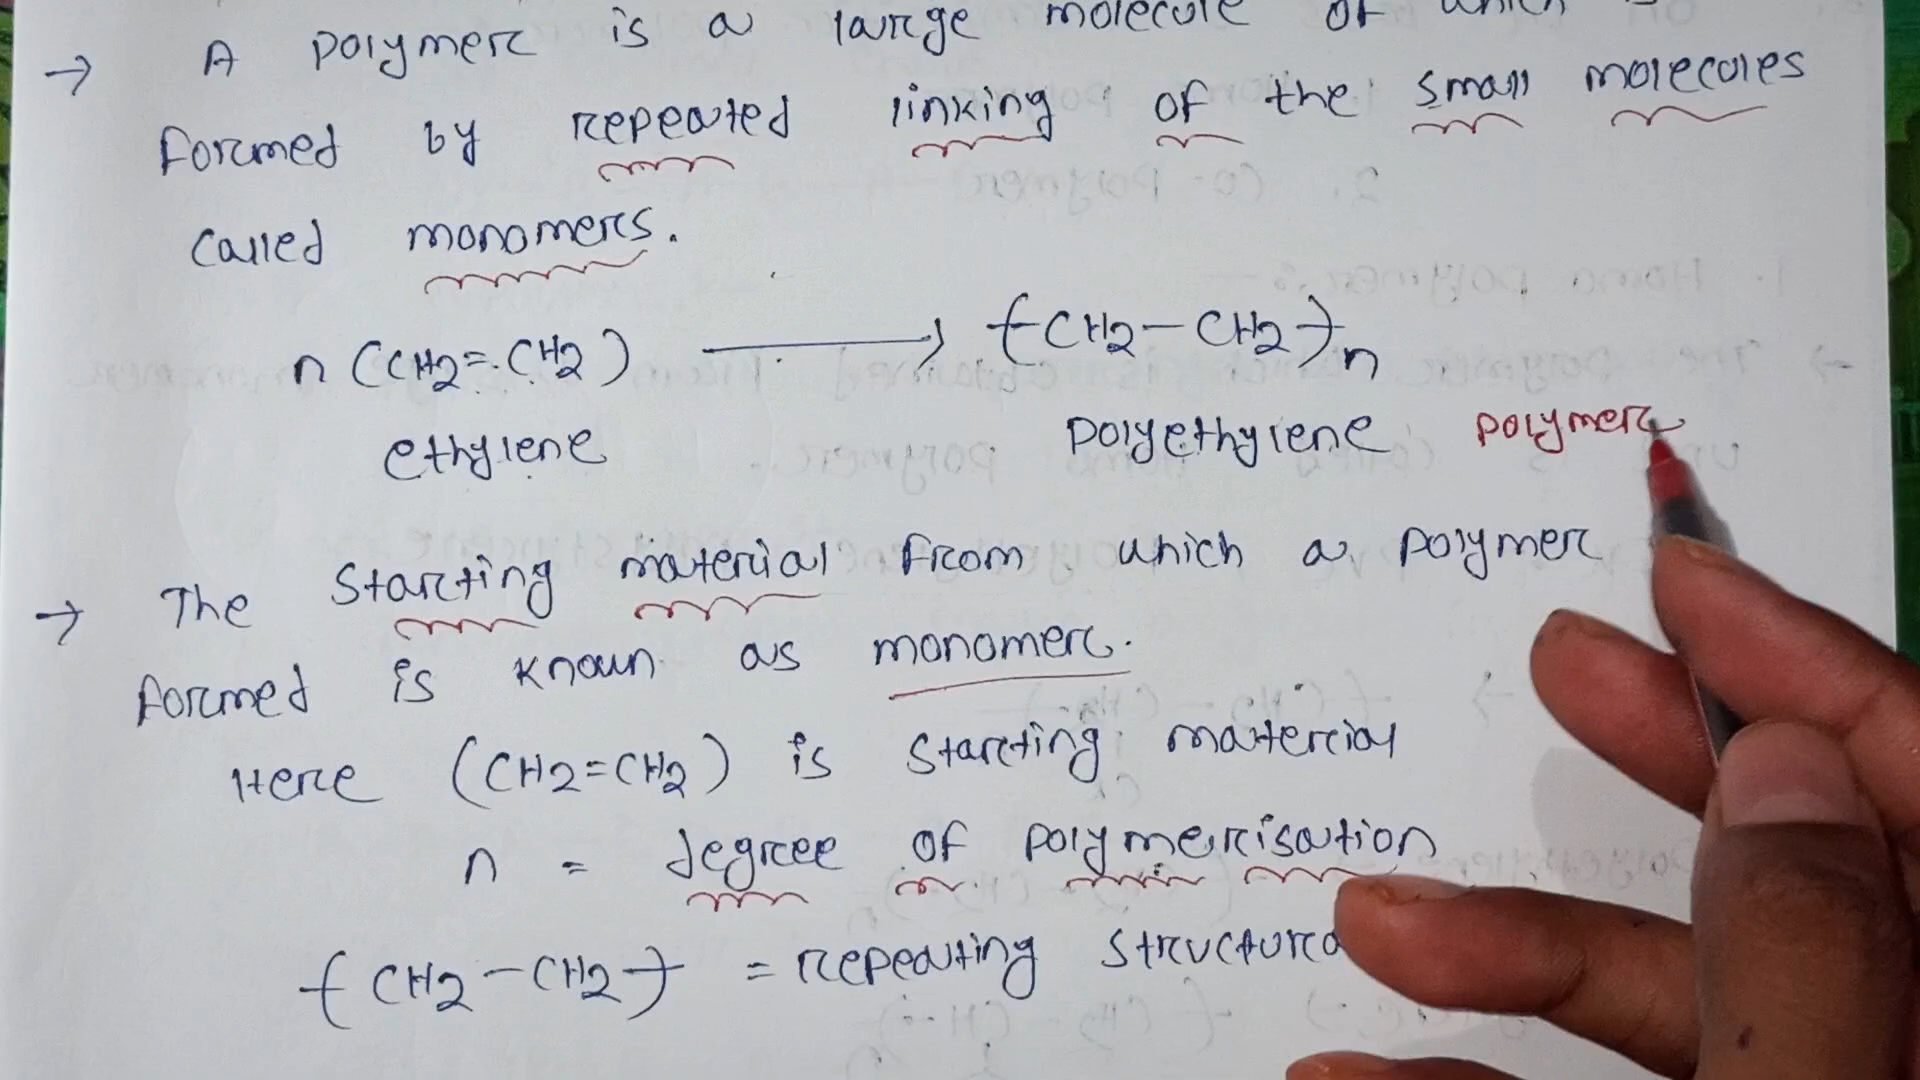 → A polymer is a large molecule of which
formed by repeated linking of the small molecules
called monomers.
n (CH2=CH2) ⟶ -(CH2-CH2)-n
ethylene polyethylene polymer
→ The starting material from which a polymer
formed is known as monomer.
Here (CH2=CH2) is starting material
n = degree of polymerisation
-(CH2-CH2)- = repeating